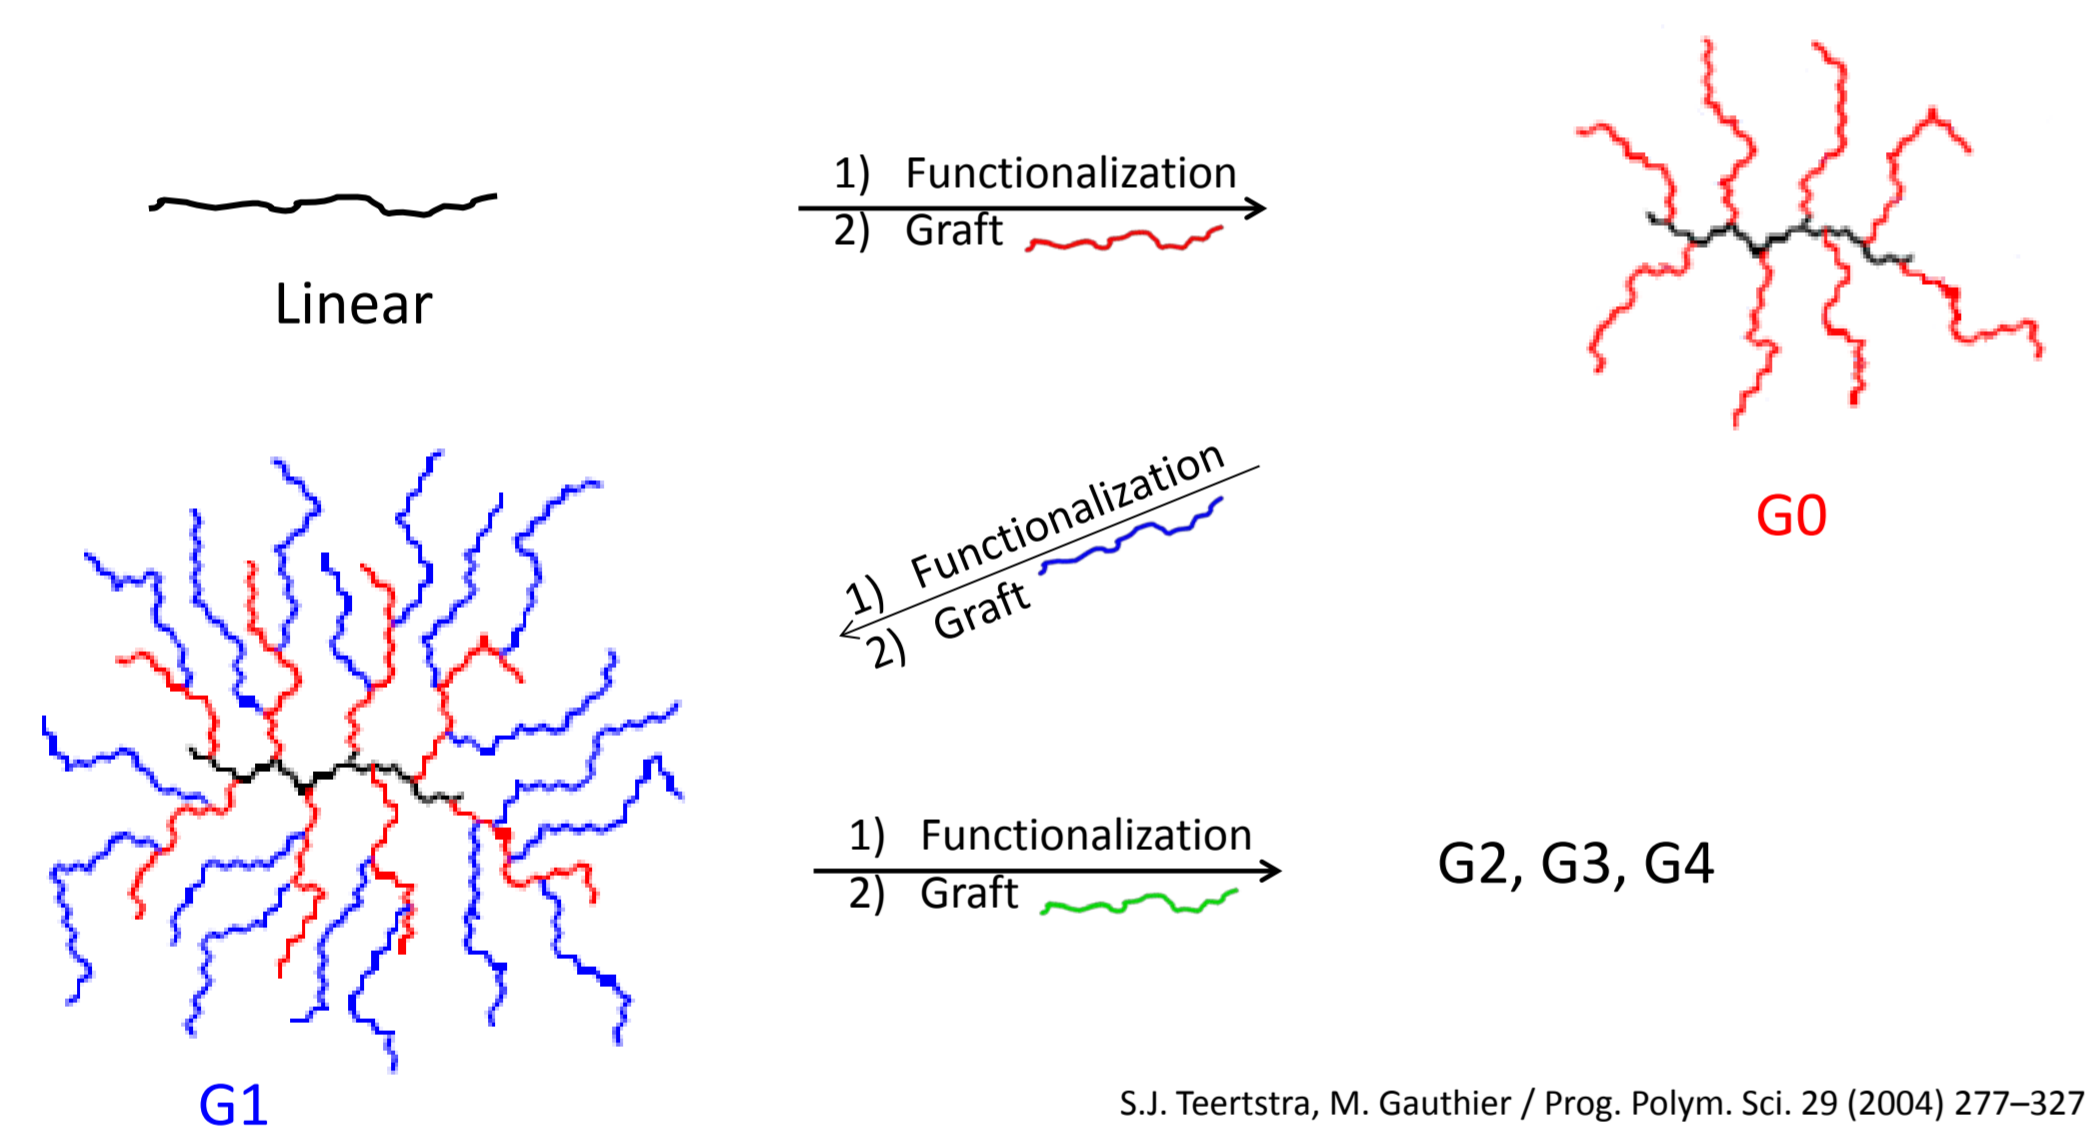 1) Functionalization
2) Graft
Linear
G0
1) Functionalization
2) Graft
1) Functionalization
2) Graft
G2, G3, G4
G1
S.J. Teertstra, M. Gauthier / Prog. Polym. Sci. 29 (2004) 277–327